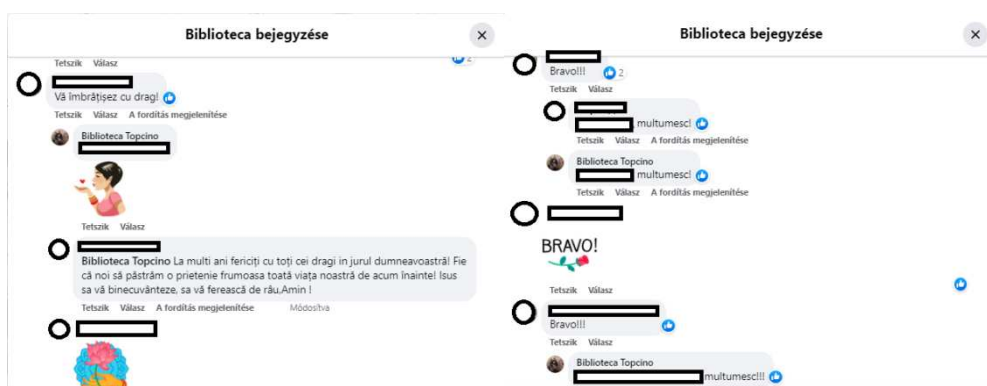 Biblioteca bejegyzése
Tetszik Válasz
2
Vă îmbrățișez cu drag!
Tetszik Válasz A fordítás megjelenítése
Biblioteca Topcino
Tetszik Válasz
Biblioteca Topcino La multi ani fericiți cu toți cei dragi in jurul dumneavoastră! Fie
că noi să păstrăm o prietenie frumoasa toată viața noastră de acum înainte! Isus
sa vă binecuvânteze, sa vă ferească de rău,Amin !
Tetszik Válasz A fordítás megjelenítése Módosítva
Biblioteca bejegyzése
Bravo!!!
2
Tetszik Válasz
, multumesc!
Tetszik Válasz A fordítás megjelenítése
Biblioteca Topcino
multumesc!
Tetszik Válasz A fordítás megjelenítése
BRAVO!
Tetszik Válasz
Bravo!!!
Tetszik Válasz
Biblioteca Topcino
multumesc!!!